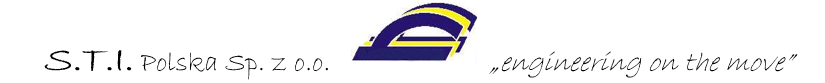 S.T.I. Polska Sp. z o.o. „engineering on the move”